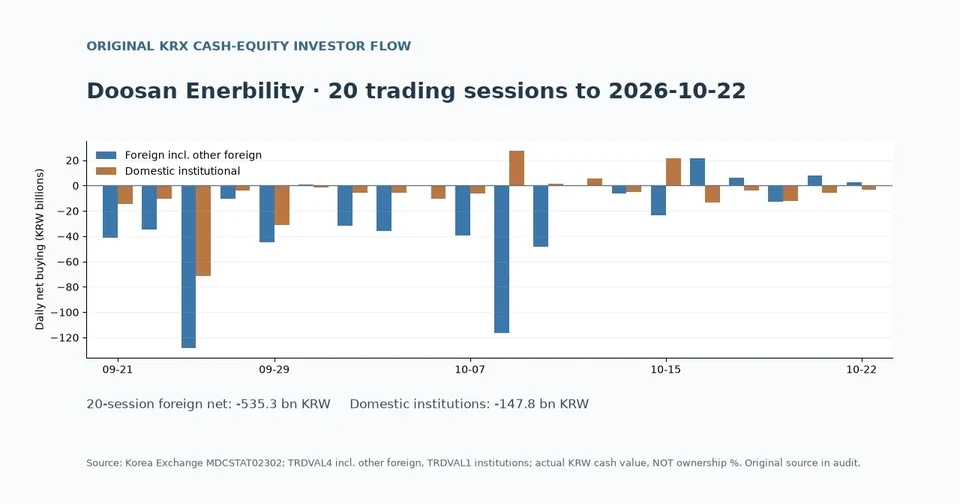 ORIGINAL KRX CASH-EQUITY INVESTOR FLOW
Doosan Enerbility · 20 trading sessions to 2026-10-22
Foreign incl. other foreign
Domestic institutional
Daily net buying (KRW billions)
20
0
−20
−40
−60
−80
−100
−120
09-21 09-29 10-07 10-15 10-22
20-session foreign net: -535.3 bn KRW Domestic institutions: -147.8 bn KRW
Source: Korea Exchange MDCSTAT02302; TRDVAL4 incl. other foreign, TRDVAL1 institutions; actual KRW cash value, NOT ownership %. Original source in audit.